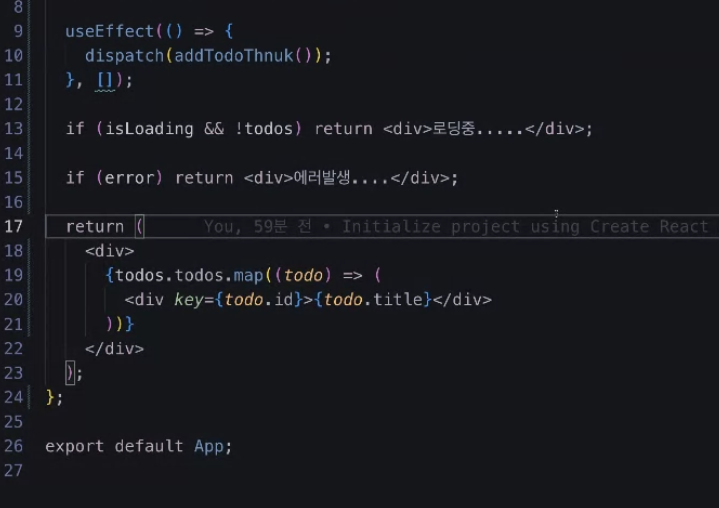 8
9 useEffect(() => {
10 dispatch(addTodoThnuk());
11 }, []);
12
13 if (isLoading && !todos) return <div>로딩중.....</div>;
14
15 if (error) return <div>에러발생....</div>;
16
17 return ( You, 59분 전 • Initialize project using Create React
18 <div>
19 {todos.todos.map((todo) => (
20 <div key={todo.id}>{todo.title}</div>
21 ))}
22 </div>
23 );
24 };
25
26 export default App;
27